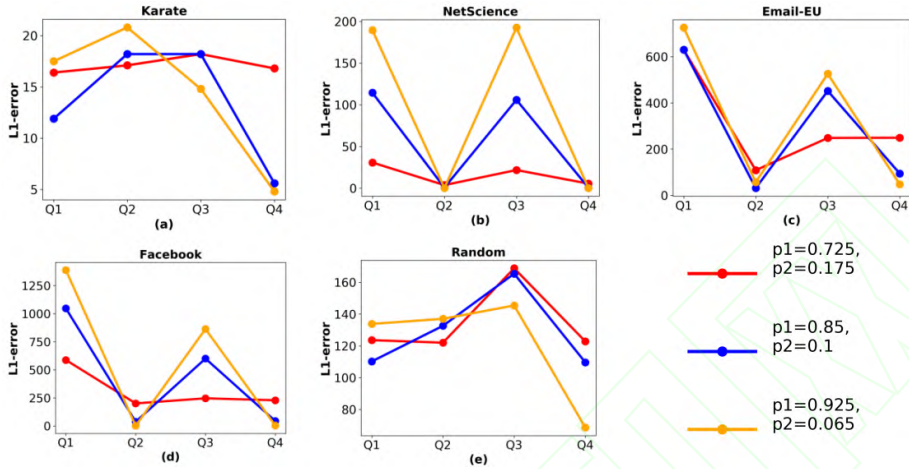 Karate
L1-error
20
15
10
5
Q1 Q2 Q3 Q4
(a)
NetScience
L1-error
200
150
100
50
0
Q1 Q2 Q3 Q4
(b)
Email-EU
L1-error
600
400
200
0
Q1 Q2 Q3 Q4
(c)
Facebook
L1-error
1250
1000
750
500
250
0
Q1 Q2 Q3 Q4
(d)
Random
L1-error
160
140
120
100
80
Q1 Q2 Q3 Q4
(e)
p1=0.725,
p2=0.175
p1=0.85,
p2=0.1
p1=0.925,
p2=0.065